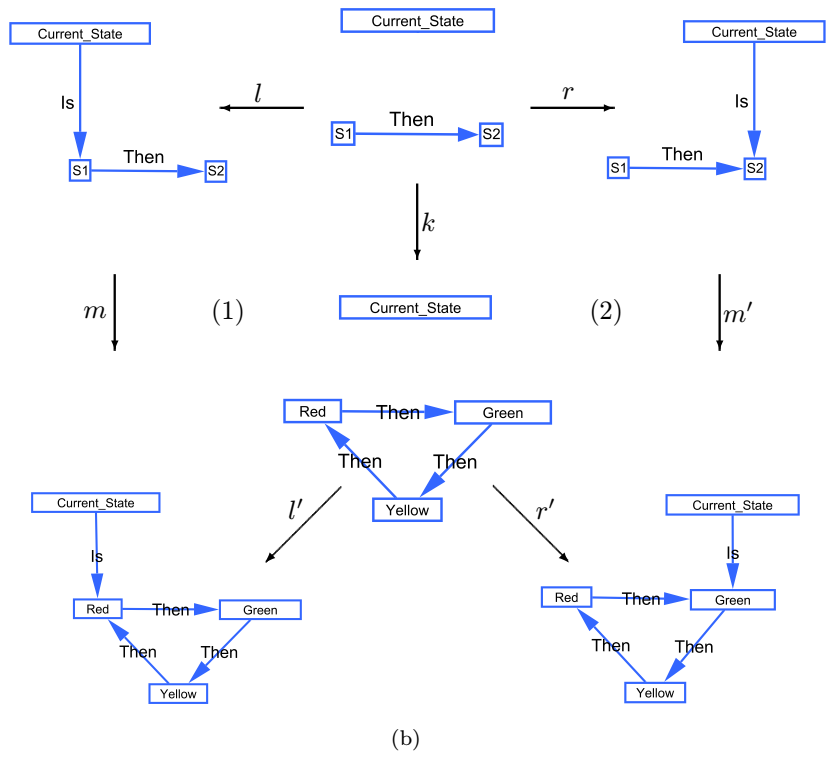 Current_State
Is
S1 Then S2
l
Current_State
S1 Then S2
r
Current_State
Is
S1 Then S2
k
m
(1)
Current_State
(2)
m′
Red Then Green
Then Then
Yellow
l′
r′
Current_State
Is
Red Then Green
Then Then
Yellow
Current_State
Is
Red Then Green
Then Then
Yellow
(b)